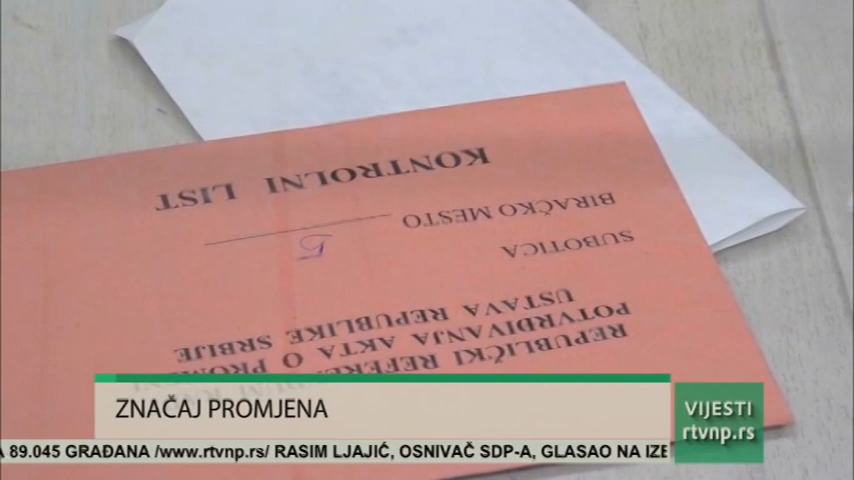 REPUBLIČKI
POTVRĐIVANJA AKTA O
USTAVA REPUBLIKE SRBIJE
SUBOTICA
BIRAČKO MESTO 5
KONTROLNI LIST
ZNAČAJ PROMJENA
VIJESTI
rtvnp.rs
A 89.045 GRAĐANA /www.rtvnp.rs/ RASIM LJAJIĆ, OSNIVAČ SDP-A, GLASAO NA IZE